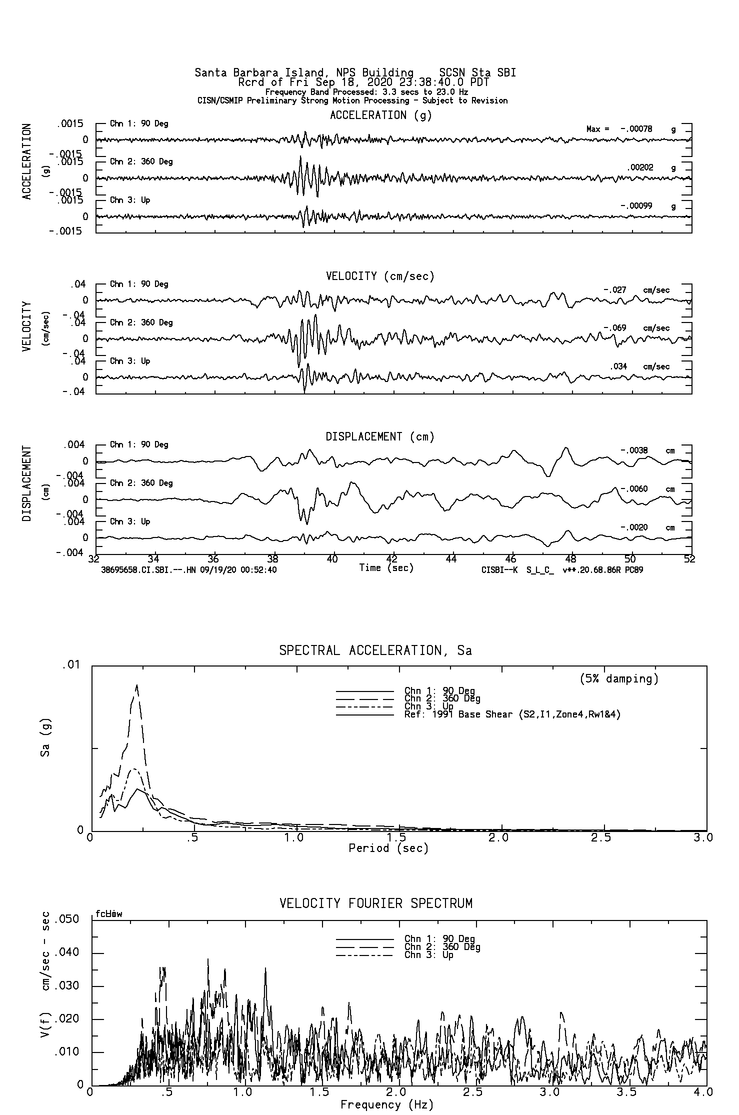 Santa Barbara Island, NPS Building SCSN Sta SBI
Rcrd of Fri Sep 18, 2020 23:38:40.0 PDT
Frequency Band Processed: 3.3 secs to 23.0 Hz
CISN/CSMIP Preliminary Strong Motion Processing - Subject to Revision
ACCELERATION (g)
ACCELERATION
(g)
.0015
0
-.0015
Chn 1: 90 Deg
Max = -.00078 g
.0015
0
-.0015
Chn 2: 360 Deg
.00202 g
.0015
0
-.0015
Chn 3: Up
-.00099 g
VELOCITY (cm/sec)
VELOCITY
(cm/sec)
.04
0
-.04
Chn 1: 90 Deg
-.027 cm/sec
.04
0
-.04
Chn 2: 360 Deg
-.069 cm/sec
.04
0
-.04
Chn 3: Up
.034 cm/sec
DISPLACEMENT (cm)
DISPLACEMENT
(cm)
.004
0
-.004
Chn 1: 90 Deg
-.0038 cm
.004
0
-.004
Chn 2: 360 Deg
-.0060 cm
.004
0
-.004
Chn 3: Up
-.0020 cm
32 34 36 38 40 42 44 46 48 50 52
Time (sec)
38695658.CI.SBI.--.HN 09/19/20 00:52:40
CISBI--K S_L_C_ v++.20.68.86R PC89
SPECTRAL ACCELERATION, Sa
.01
0
Sa (g)
(5% damping)
Chn 1: 90 Deg
Chn 2: 360 Deg
Chn 3: Up
Ref: 1991 Base Shear (S2,I1,Zone4,Rw1&4)
0 .5 1.0 1.5 2.0 2.5 3.0
Period (sec)
VELOCITY FOURIER SPECTRUM
V(f) cm/sec - sec
.050
.040
.030
.020
.010
0
Chn 1: 90 Deg
Chn 2: 360 Deg
Chn 3: Up
0 .5 1.0 1.5 2.0 2.5 3.0 3.5 4.0
Frequency (Hz)